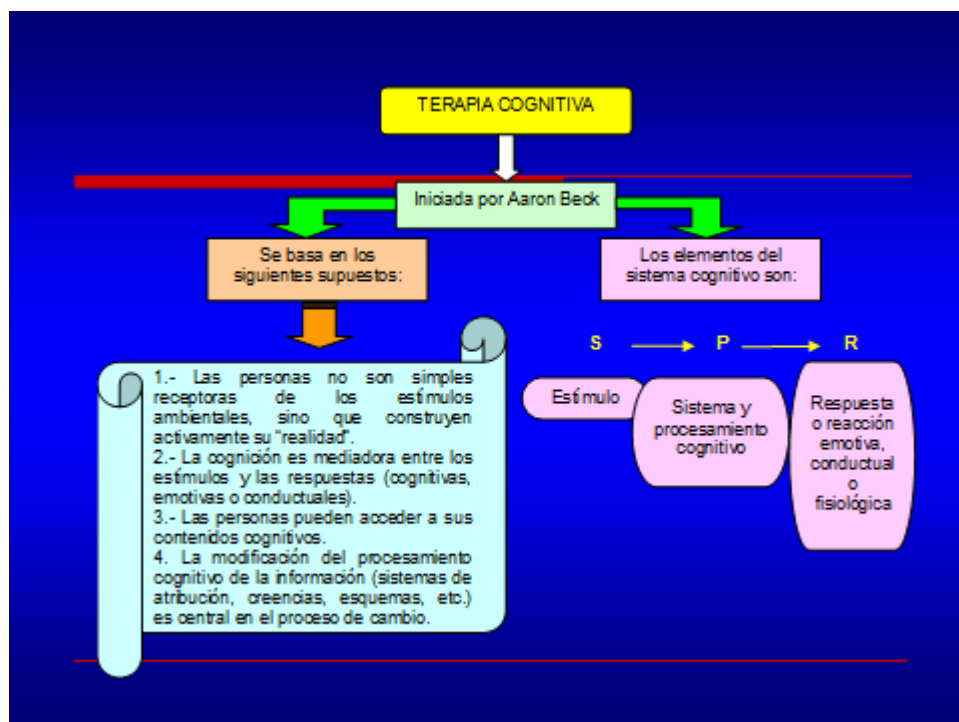 TERAPIA COGNITIVA
Iniciada por Aaron Beck
Se basa en los
siguientes supuestos:
Los elementos del
sistema cognitivo son:
1.- Las personas no son simples
receptoras de los estímulos
ambientales, sino que construyen
activamente su "realidad".
2.- La cognición es mediadora entre los
estímulos y las respuestas (cognitivas,
emotivas o conductuales).
3.- Las personas pueden acceder a sus
contenidos cognitivos.
4. La modificación del procesamiento
cognitivo de la información (sistemas de
atribución, creencias, esquemas, etc.)
es central en el proceso de cambio.
S P R
Estímulo
Sistema y
procesamiento
cognitivo
Respuesta
o reacción
emotiva,
conductual
o
fisiológica